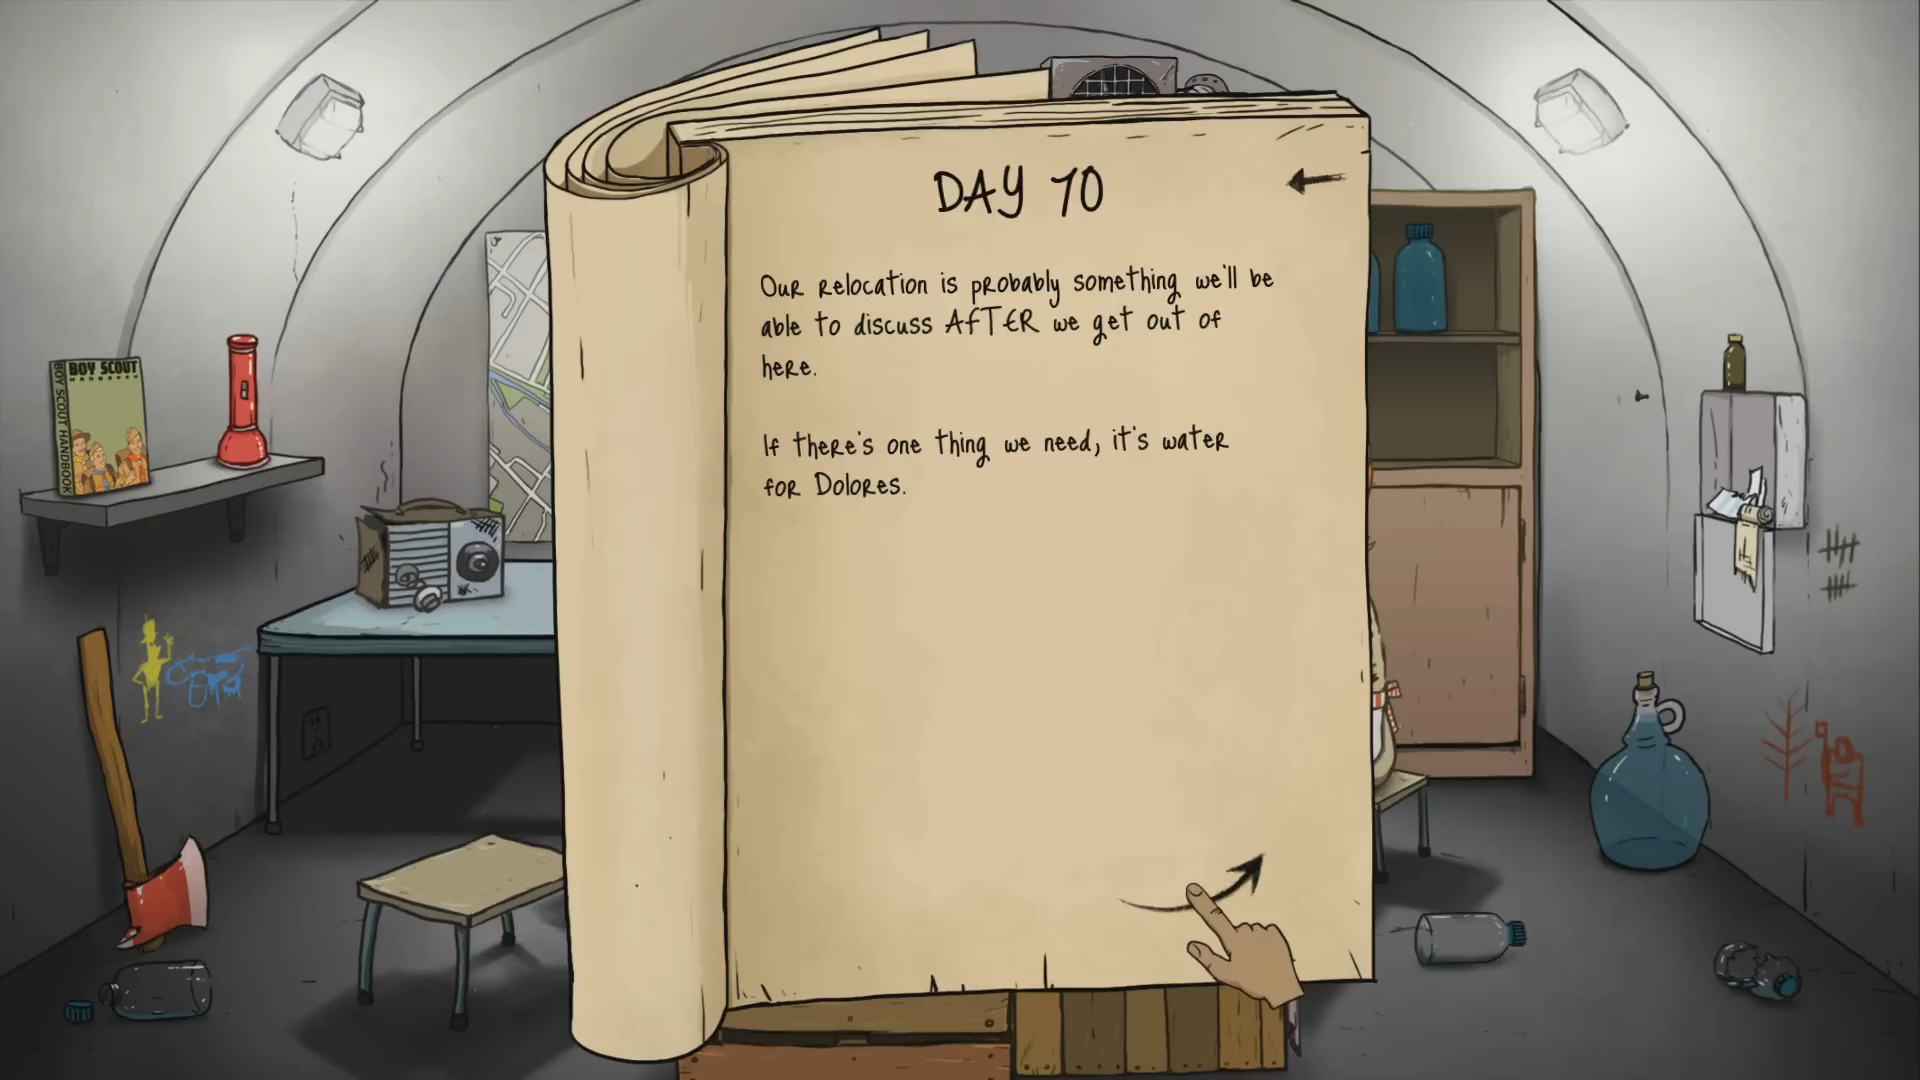 DAY 70
Our relocation is probably something we'll be
able to discuss AFTER we get out of
here.
If there's one thing we need, it's water
for Dolores.
BOY SCOUT
HANDBOOK
BOY SCOUT HANDBOOK